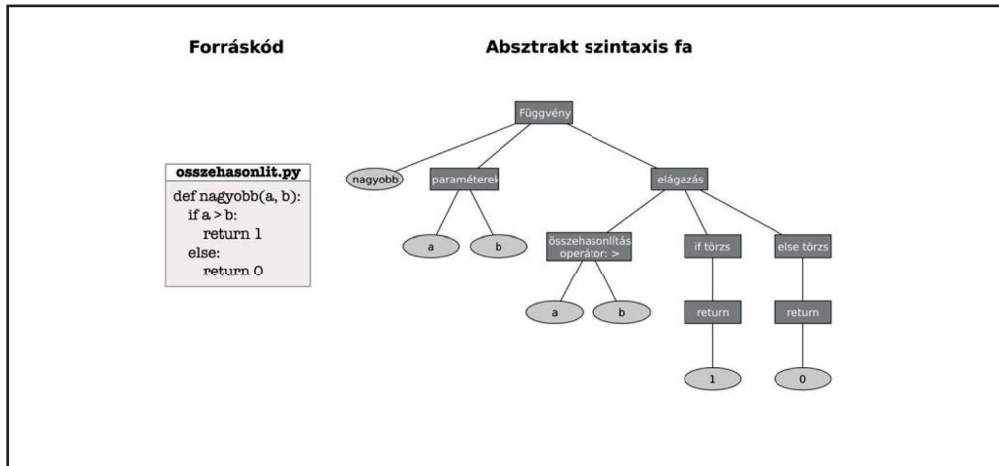 Forráskód
Absztrakt szintaxis fa
osszehasonlit.py
def nagyobb(a, b):
if a > b:
return 1
else:
return 0
Függvény
nagyobb
paraméterek
elágazás
a
b
összehasonlítás
operátor: >
if törzs
else törzs
a
b
return
return
1
0